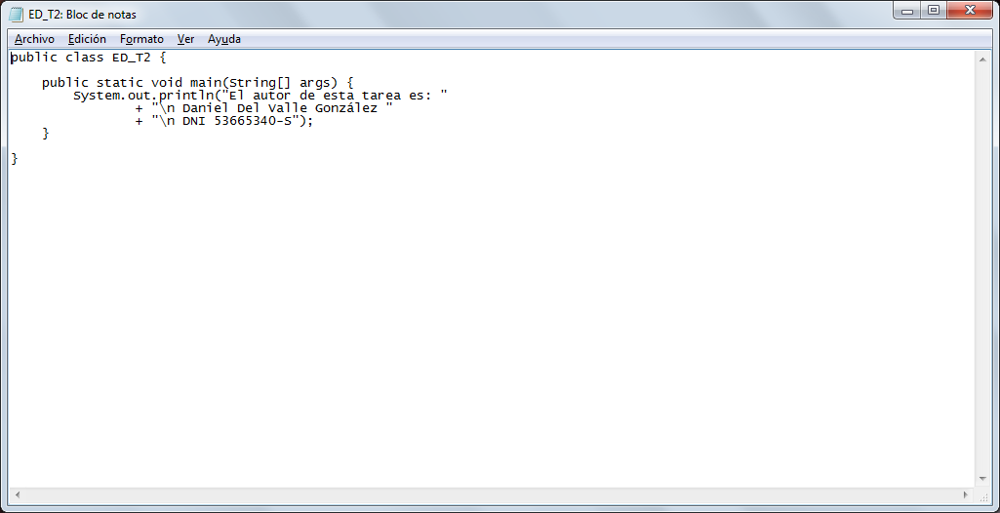 ED_T2: Bloc de notas
Archivo Edición Formato Ver Ayuda
public class ED_T2 {
    public static void main(String[] args) {
        System.out.println("El autor de esta tarea es: "
                + "\n Daniel Del Valle González "
                + "\n DNI 53665340-S");
    }
}